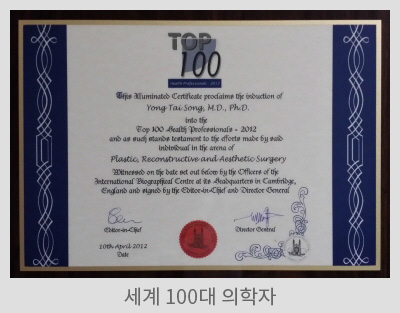 TOP
100
Health Professionals - 2012
This Illuminated Certificate proclaims the induction of
Yong Tai Song, M.D., Ph.D.
into the
Top 100 Health Professionals - 2012
and as such stands testament to the efforts made by said
individual in the arena of
Plastic, Reconstructive and Aesthetic Surgery
Witnessed on the date set out below by the Officers of the
International Biographical Centre at its Headquarters in Cambridge,
England and signed by the Editor-in-Chief and Director General
Editor-in-Chief
Director General
10th April 2012
Date
세계 100대 의학자